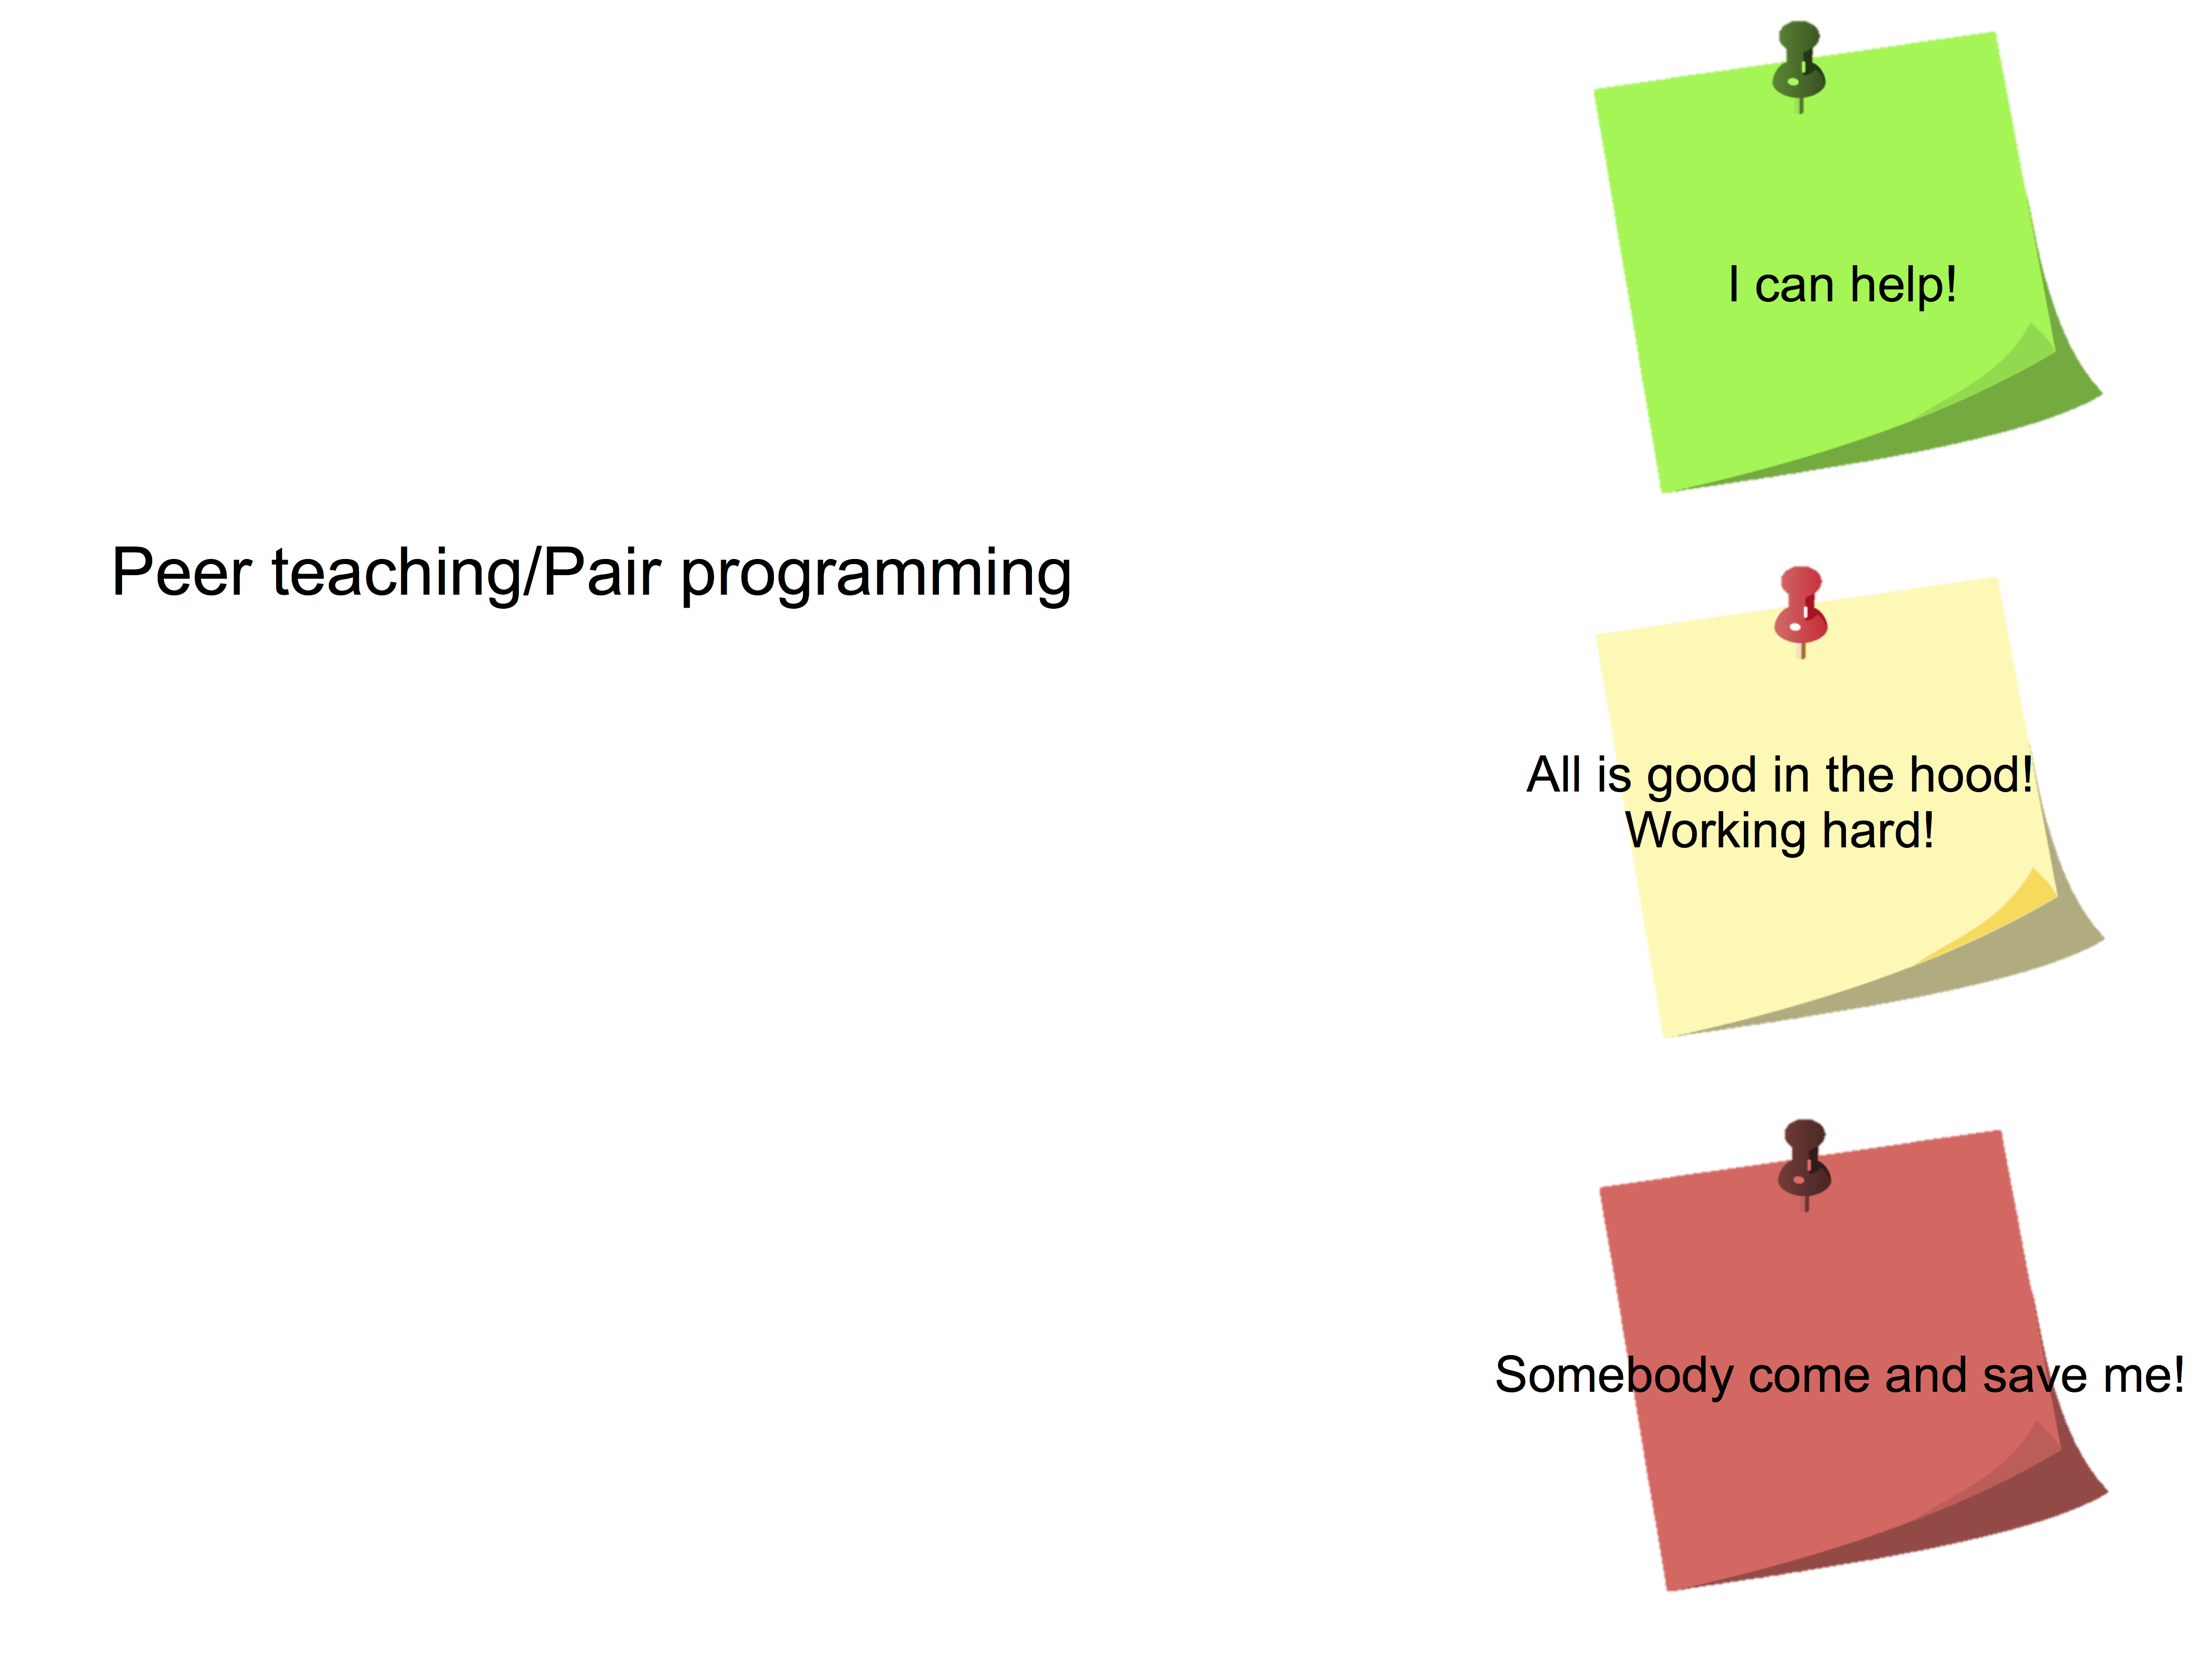 Peer teaching/Pair programming
I can help!
All is good in the hood!
Working hard!
Somebody come and save me!